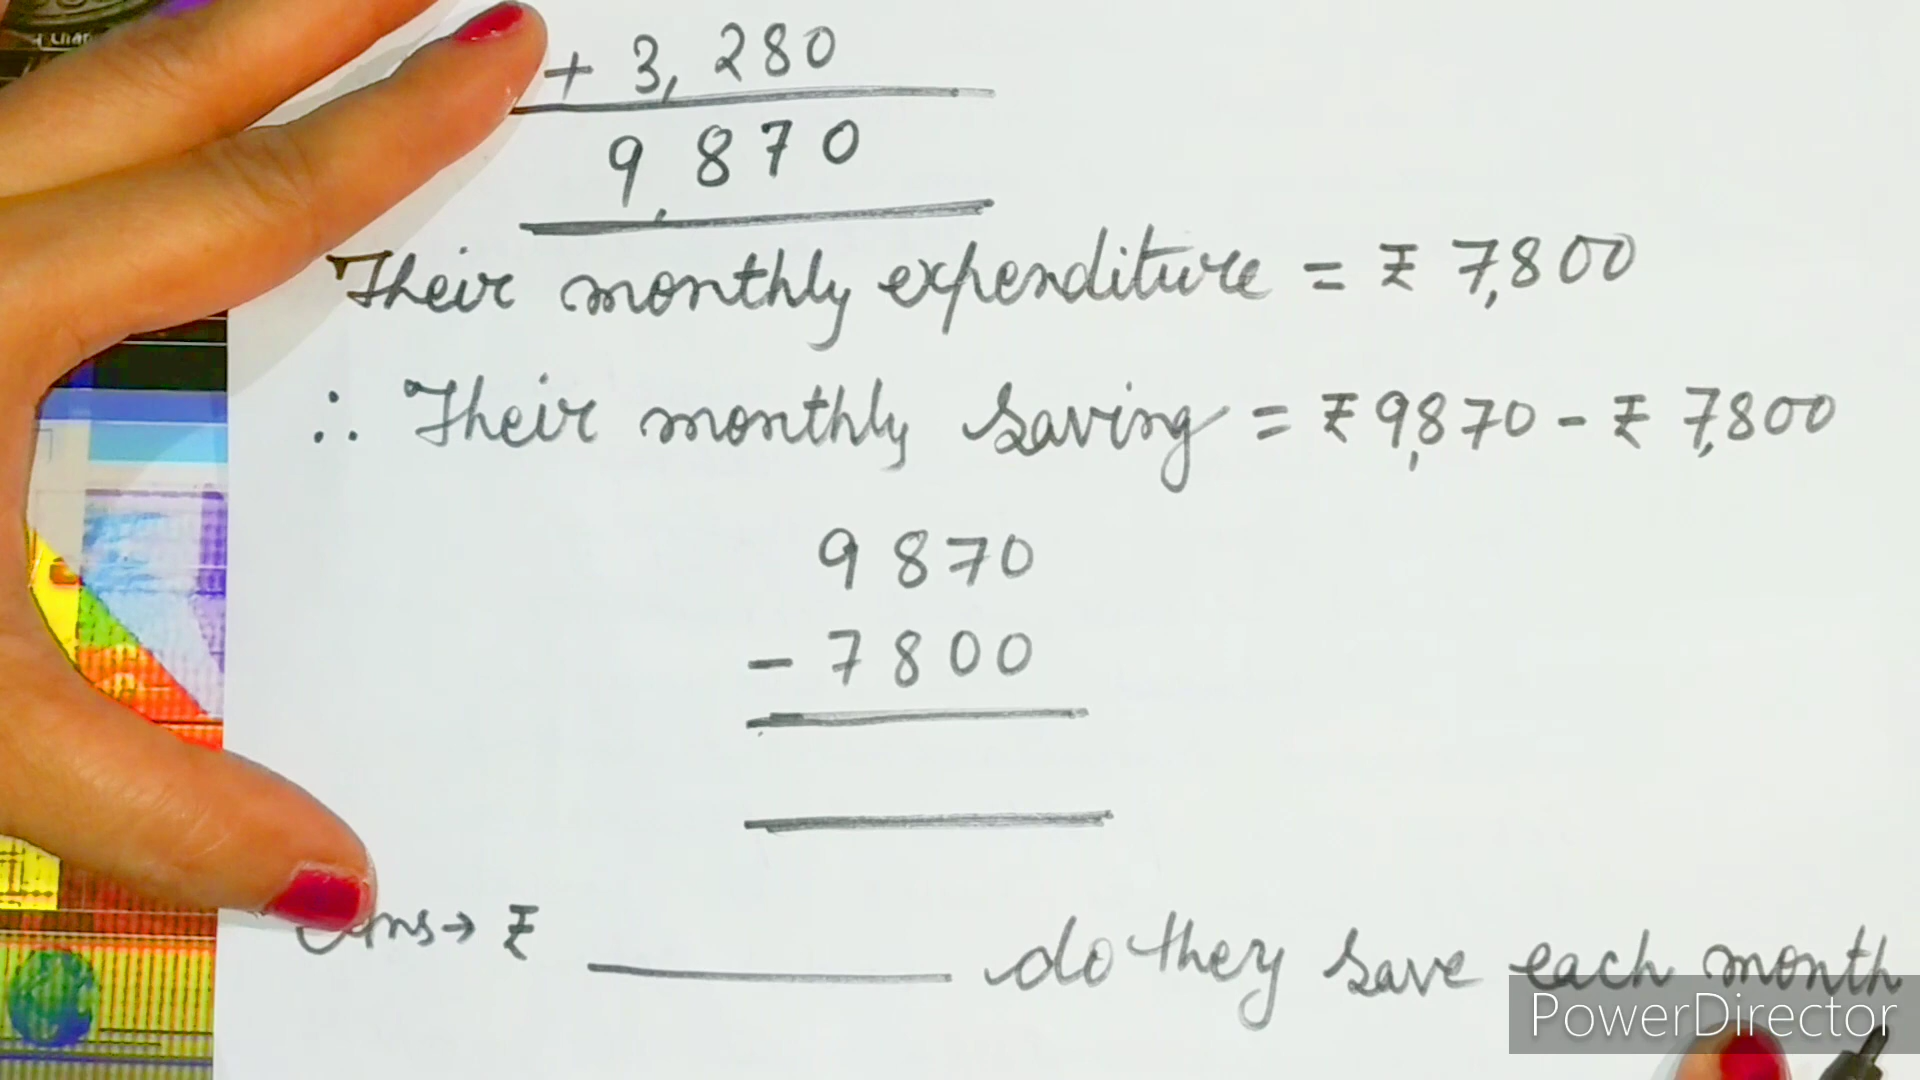 + 3,280
9,870
Their monthly expenditure = ₹ 7,800
∴ Their monthly saving = ₹ 9,870 - ₹ 7,800
9870
- 7800
Ans → ₹ ________ do they save each month
PowerDirector